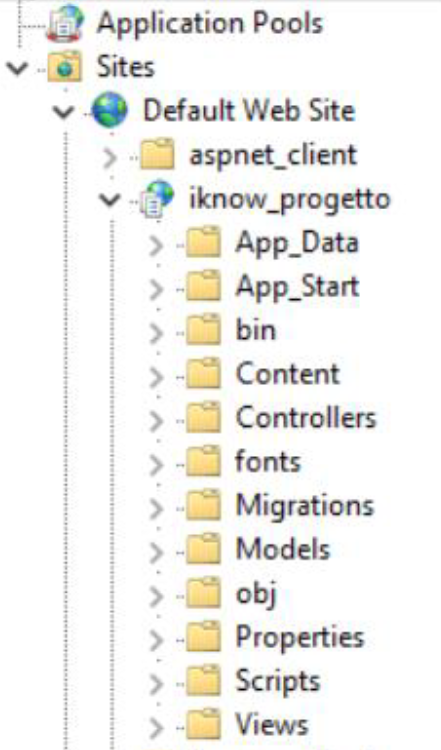 Application Pools
Sites
Default Web Site
aspnet_client
iknow_progetto
App_Data
App_Start
bin
Content
Controllers
fonts
Migrations
Models
obj
Properties
Scripts
Views